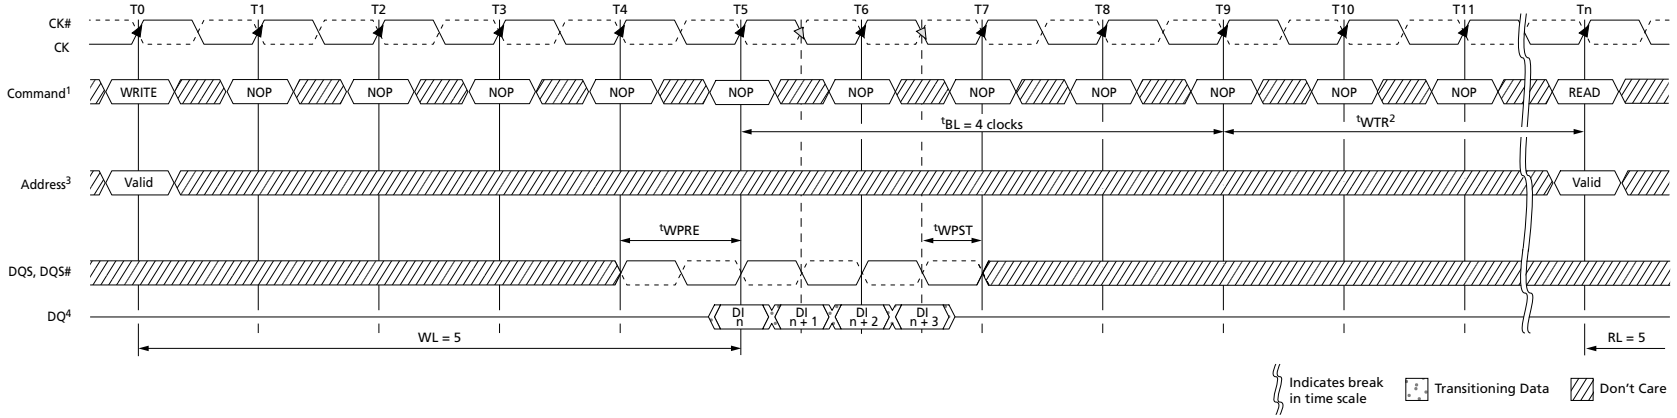 T0 T1 T2 T3 T4 T5 T6 T7 T8 T9 T10 T11 Tn
CK#
CK
Command¹ WRITE NOP NOP NOP NOP NOP NOP NOP NOP NOP NOP NOP READ
ᵗBL = 4 clocks ᵗWTR²
Address³ Valid Valid
ᵗWPRE ᵗWPST
DQS, DQS#
DQ⁴ DI n DI n + 1 DI n + 2 DI n + 3
WL = 5 RL = 5
Indicates break in time scale
Transitioning Data
Don't Care